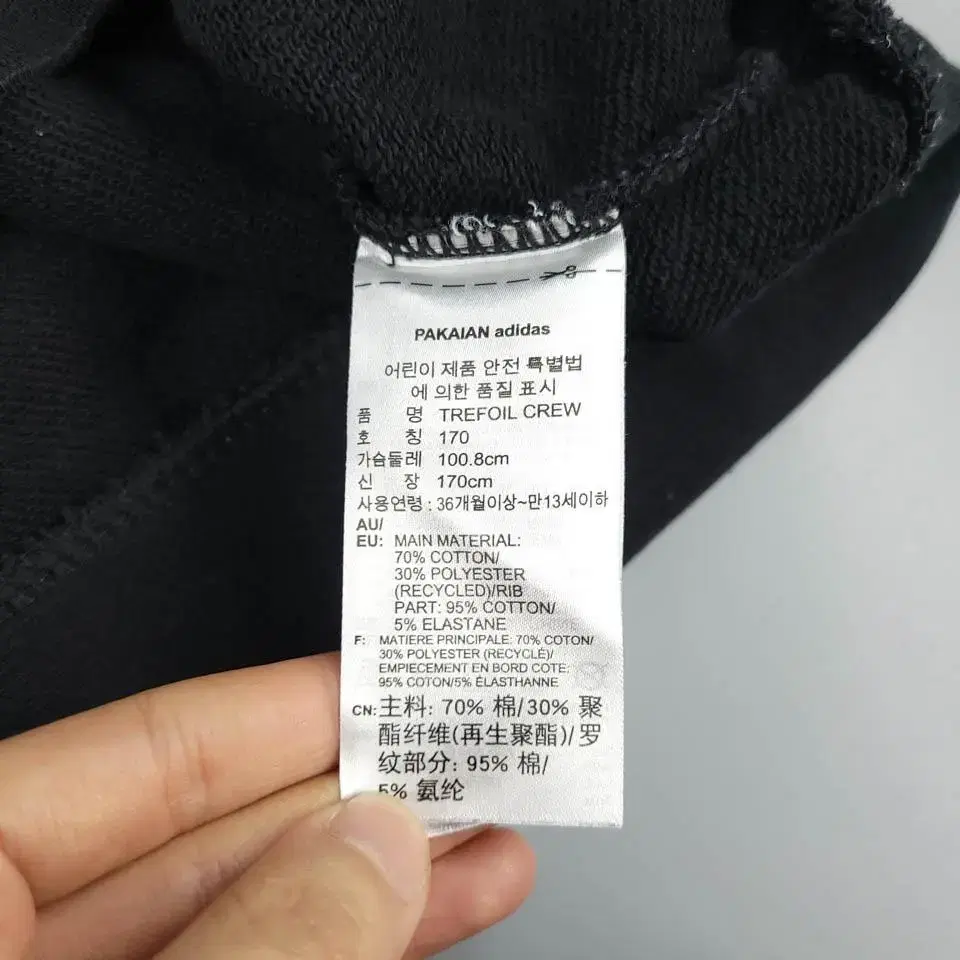 PAKAIAN adidas
어린이 제품 안전 특별법
에 의한 품질 표시
품 명 TREFOIL CREW
호 칭 170
가슴둘레 100.8cm
신 장 170cm
사용연령 : 36개월이상~만13세이하
AU/
EU: MAIN MATERIAL:
70% COTTON/
30% POLYESTER
(RECYCLED)/RIB
PART: 95% COTTON/
5% ELASTANE
F: MATIERE PRINCIPALE: 70% COTON/
30% POLYESTER (RECYCLÉ)/
EMPIECEMENT EN BORD COTE:
95% COTON/5% ÉLASTHANNE
CN: 主料: 70% 棉/30% 聚
酯纤维(再生聚酯)/罗
纹部分: 95% 棉/
5% 氨纶